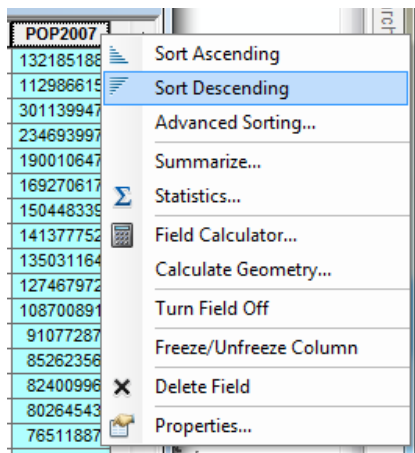 POP2007
132185188
112986615
301139947
234693997
190010647
169270617
150448339
141377752
135031164
127467972
108700891
91077287
85262356
82400996
80264543
76511887
Sort Ascending
Sort Descending
Advanced Sorting...
Summarize...
Statistics...
Field Calculator...
Calculate Geometry...
Turn Field Off
Freeze/Unfreeze Column
Delete Field
Properties...
rch